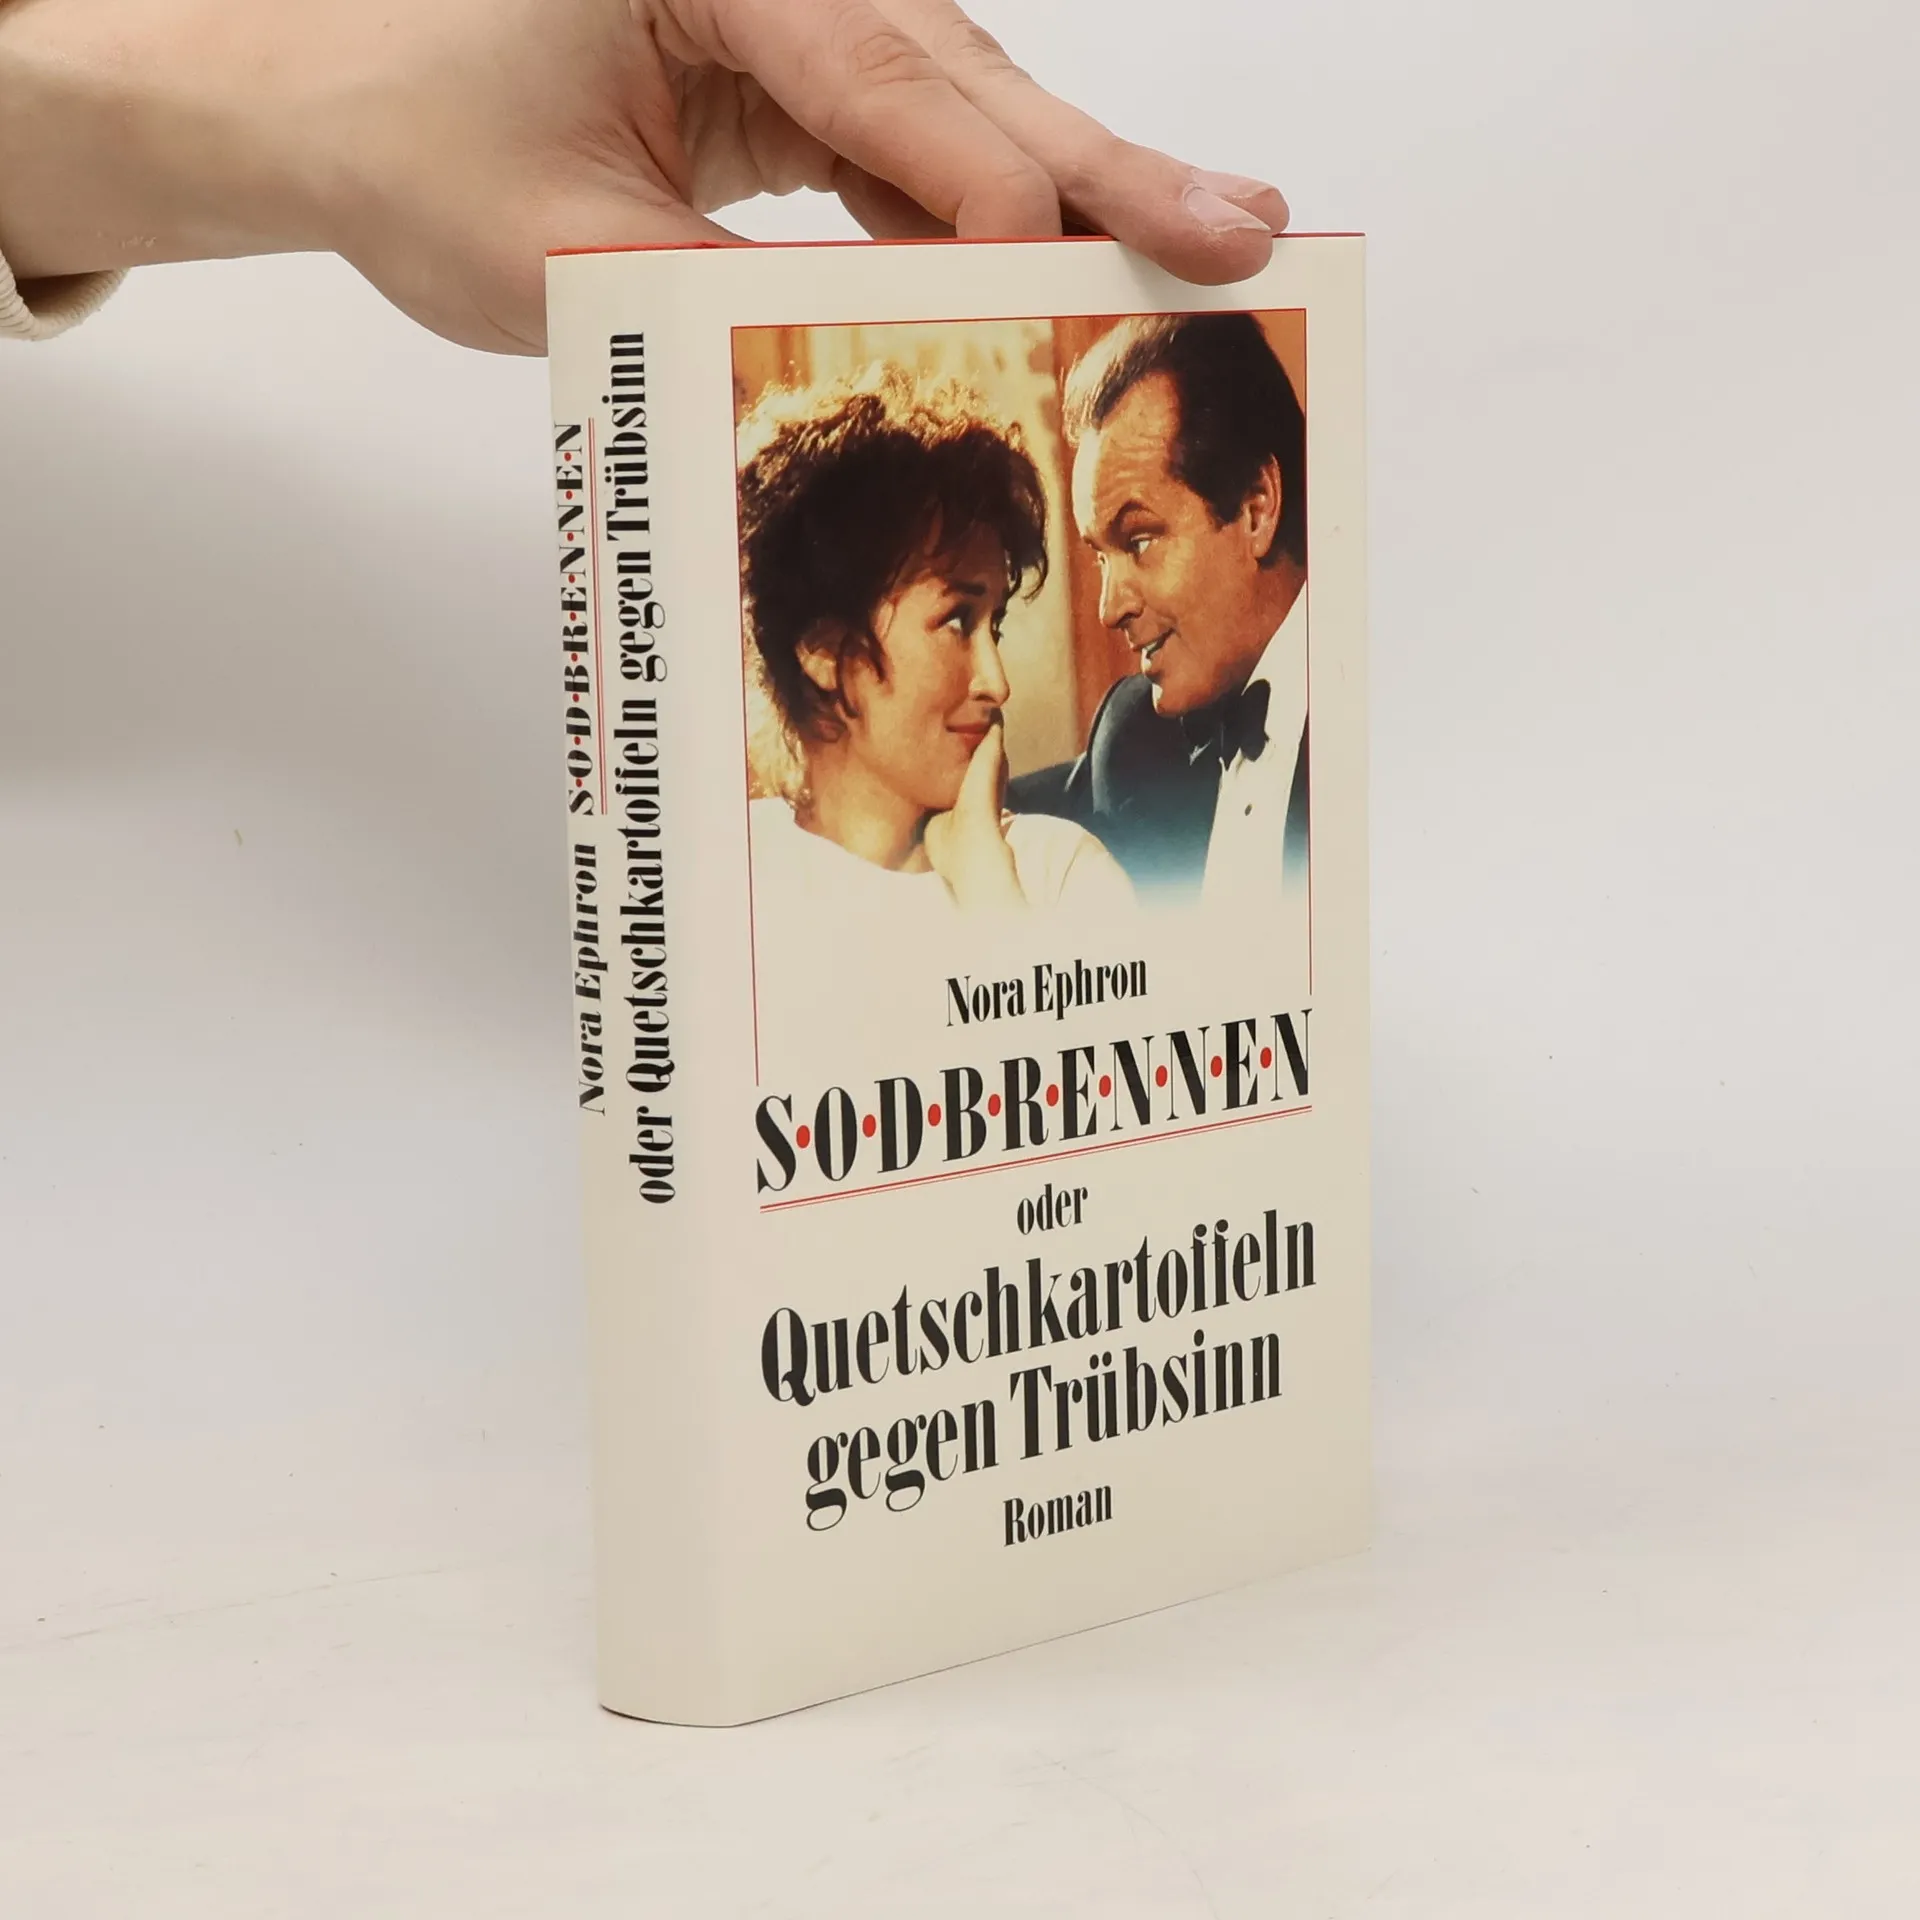 Nora Ephron S·O·D·B·R·E·N·N·E·N
oder Quetschkartoffeln gegen Trübsinn
Nora Ephron
S·O·D·B·R·E·N·N·E·N
oder
Quetschkartoffeln
gegen Trübsinn
Roman